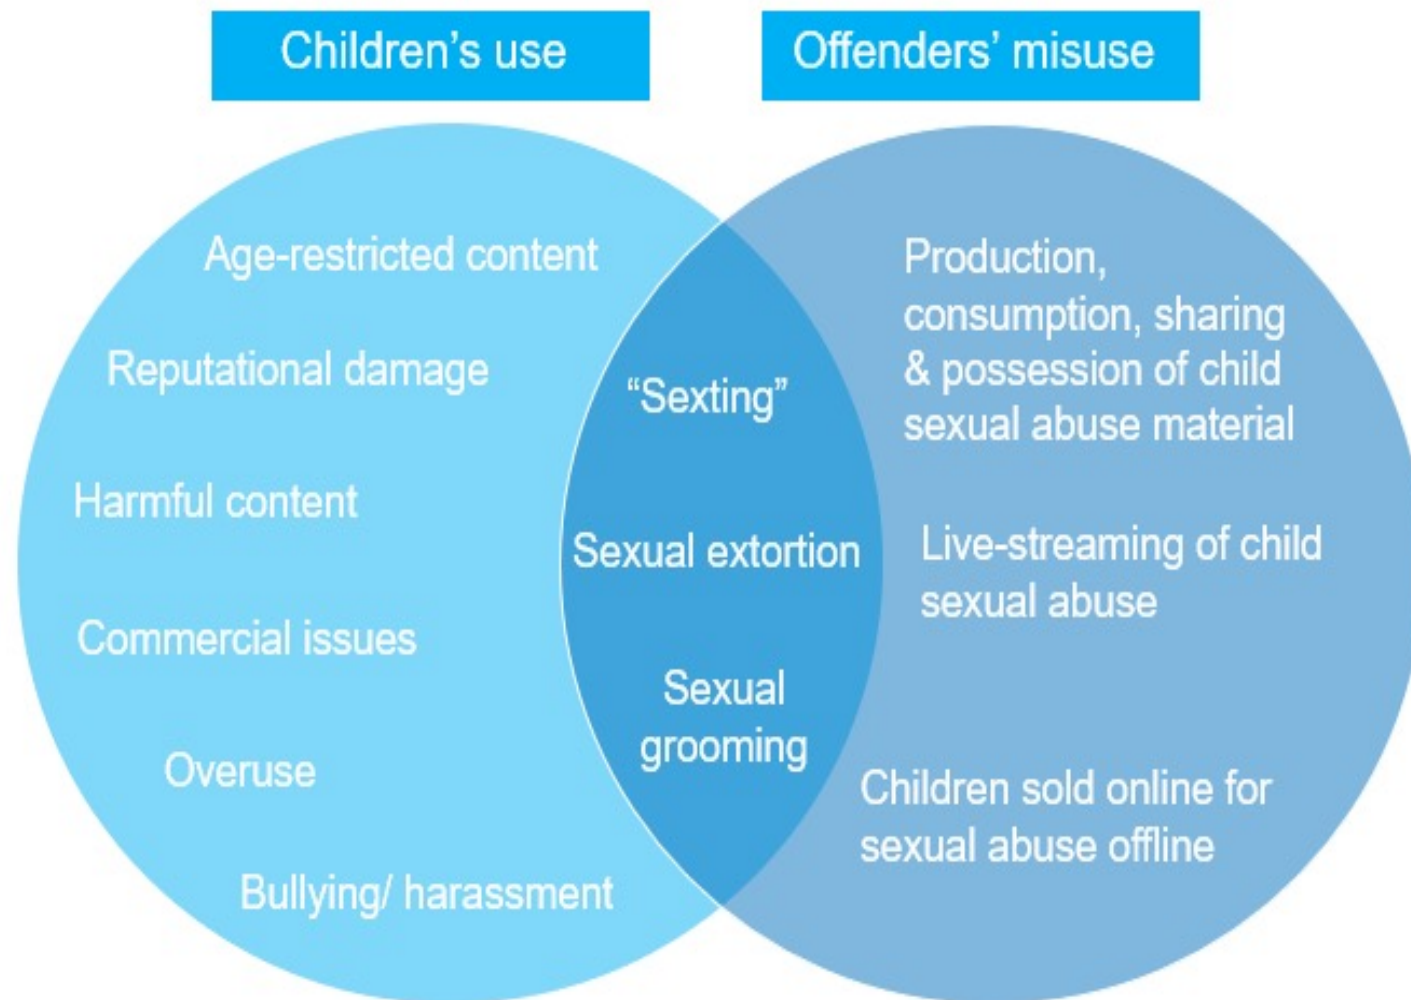 Children’s use
Offenders’ misuse
Age-restricted content
Reputational damage
Harmful content
Commercial issues
Overuse
Bullying/ harassment
“Sexting”
Sexual extortion
Sexual
grooming
Production,
consumption, sharing
& possession of child
sexual abuse material
Live-streaming of child
sexual abuse
Children sold online for
sexual abuse offline